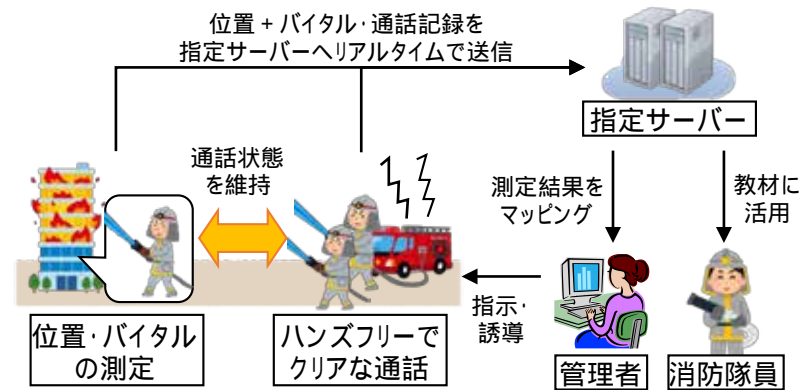 位置+バイタル・通話記録を
指定サーバーへリアルタイムで送信
指定サーバー
通話状態
を維持
測定結果を
マッピング
教材に
活用
指示・
誘導
位置・バイタル
の測定
ハンズフリーで
クリアな通話
管理者
消防隊員